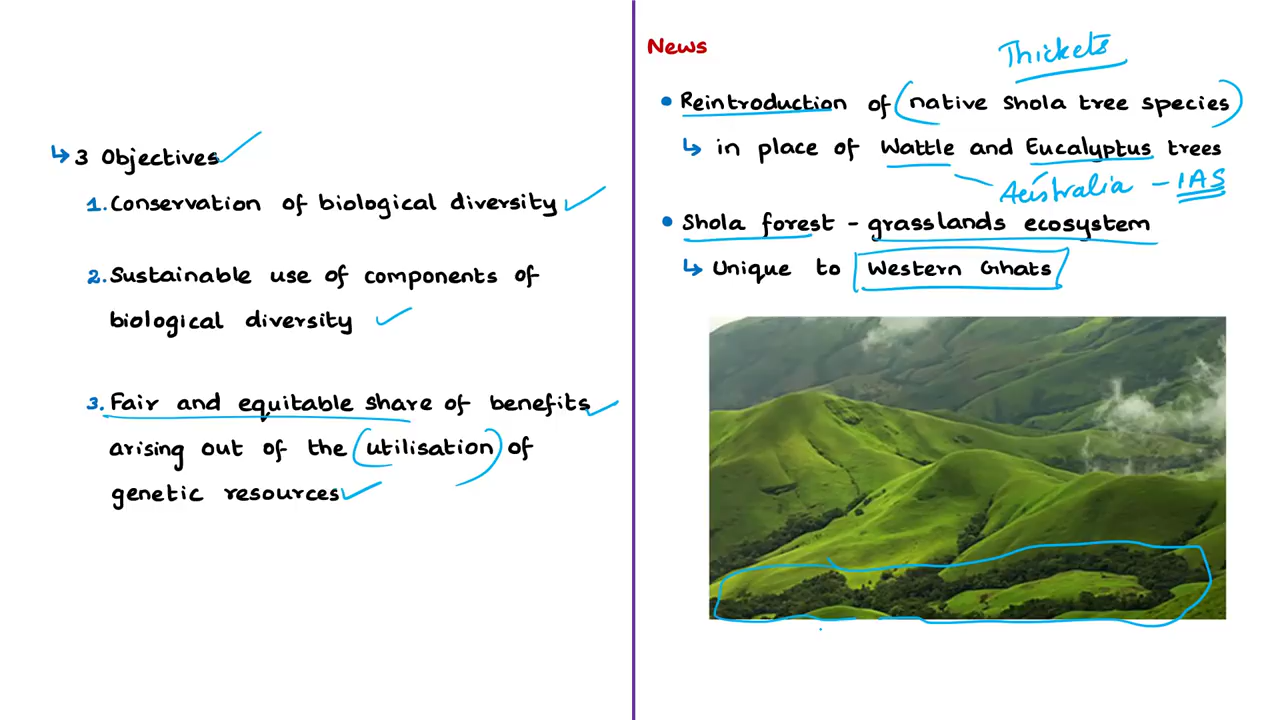 ↳ 3 Objectives
1. Conservation of biological diversity
2. Sustainable use of components of
biological diversity
3. Fair and equitable share of benefits
arising out of the (utilisation) of
genetic resources
News
Thickets
• Reintroduction of (native Shola tree species)
↳ in place of Wattle and Eucalyptus trees
Australia - IAS
• Shola forest - grasslands ecosystem
↳ Unique to Western Ghats